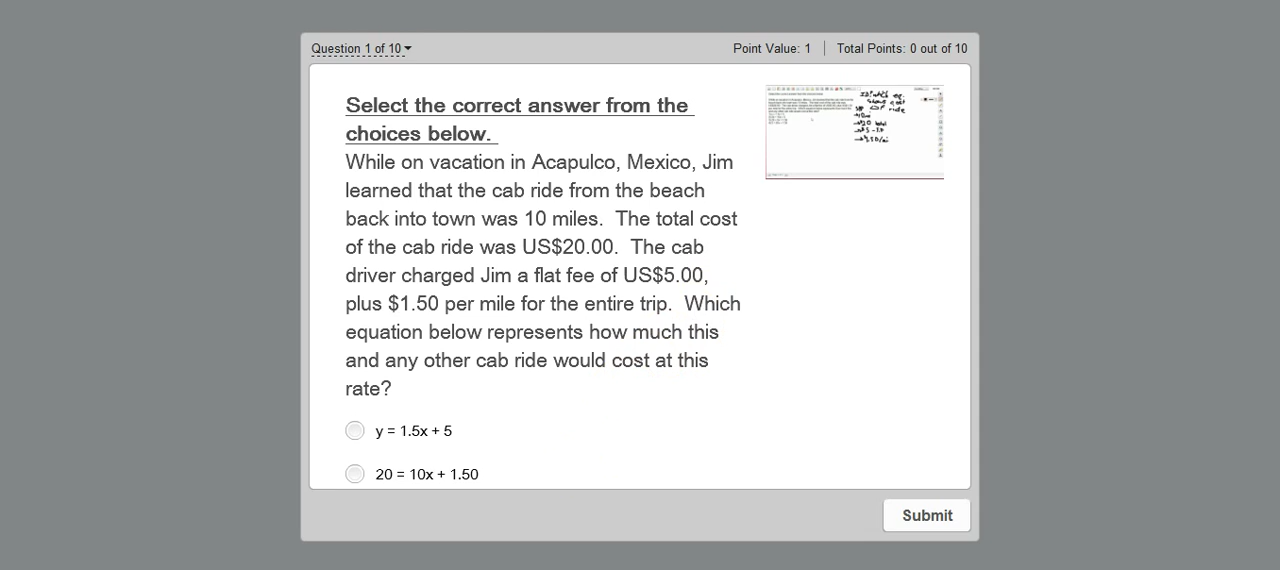 Question 1 of 10
Point Value: 1 | Total Points: 0 out of 10
Select the correct answer from the
choices below.
While on vacation in Acapulco, Mexico, Jim
learned that the cab ride from the beach
back into town was 10 miles.  The total cost
of the cab ride was US$20.00.  The cab
driver charged Jim a flat fee of US$5.00,
plus $1.50 per mile for the entire trip.  Which
equation below represents how much this
and any other cab ride would cost at this
rate?
y = 1.5x + 5
20 = 10x + 1.50
Submit